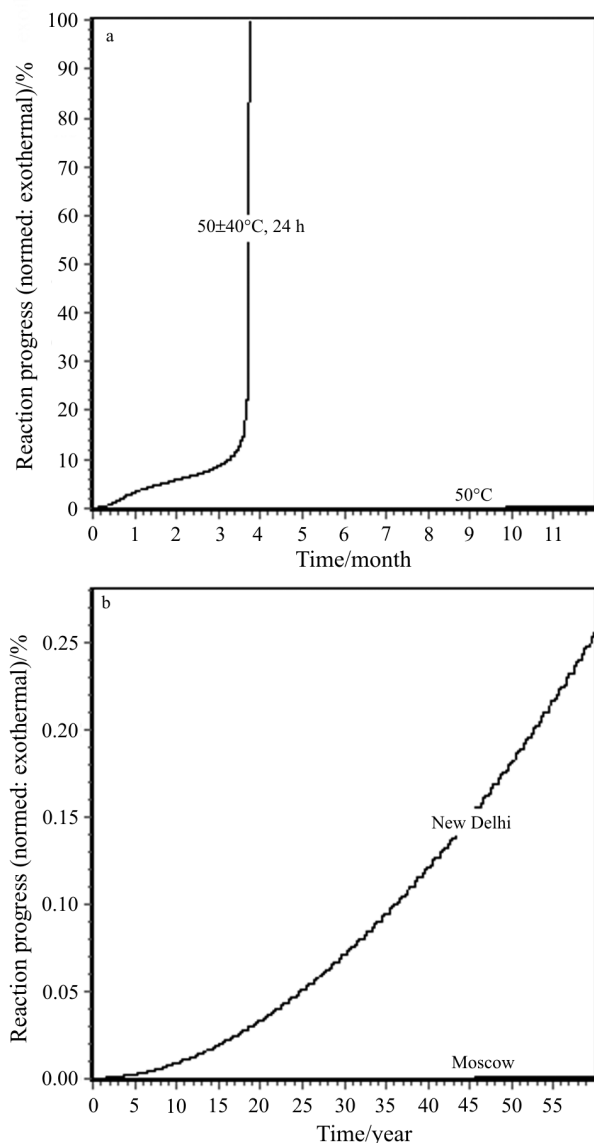 a
Reaction progress (normed: exothermal)/%
100
90
80
70
60
50
40
30
20
10
0
50±40°C, 24 h
50°C
0 1 2 3 4 5 6 7 8 9 10 11
Time/month
b
Reaction progress (normed: exothermal)/%
0.25
0.20
0.15
0.10
0.05
0.00
New Delhi
Moscow
0 5 10 15 20 25 30 35 40 45 50 55
Time/year